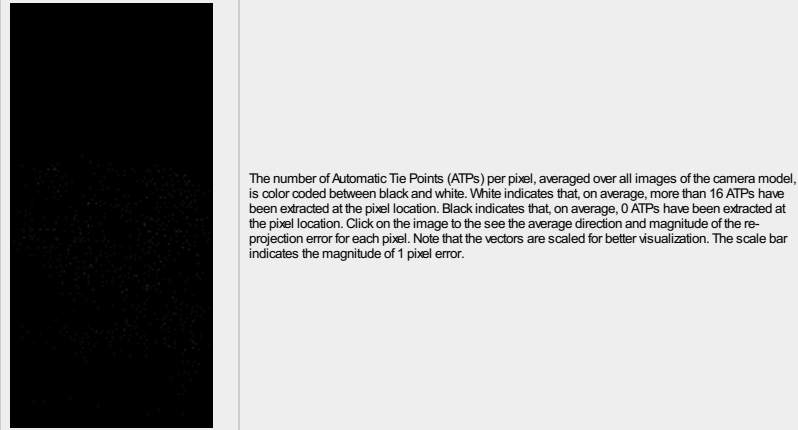 The number of Automatic Tie Points (ATPs) per pixel, averaged over all images of the camera model,
is color coded between black and white. White indicates that, on average, more than 16 ATPs have
been extracted at the pixel location. Black indicates that, on average, 0 ATPs have been extracted at
the pixel location. Click on the image to the see the average direction and magnitude of the re-
projection error for each pixel. Note that the vectors are scaled for better visualization. The scale bar
indicates the magnitude of 1 pixel error.